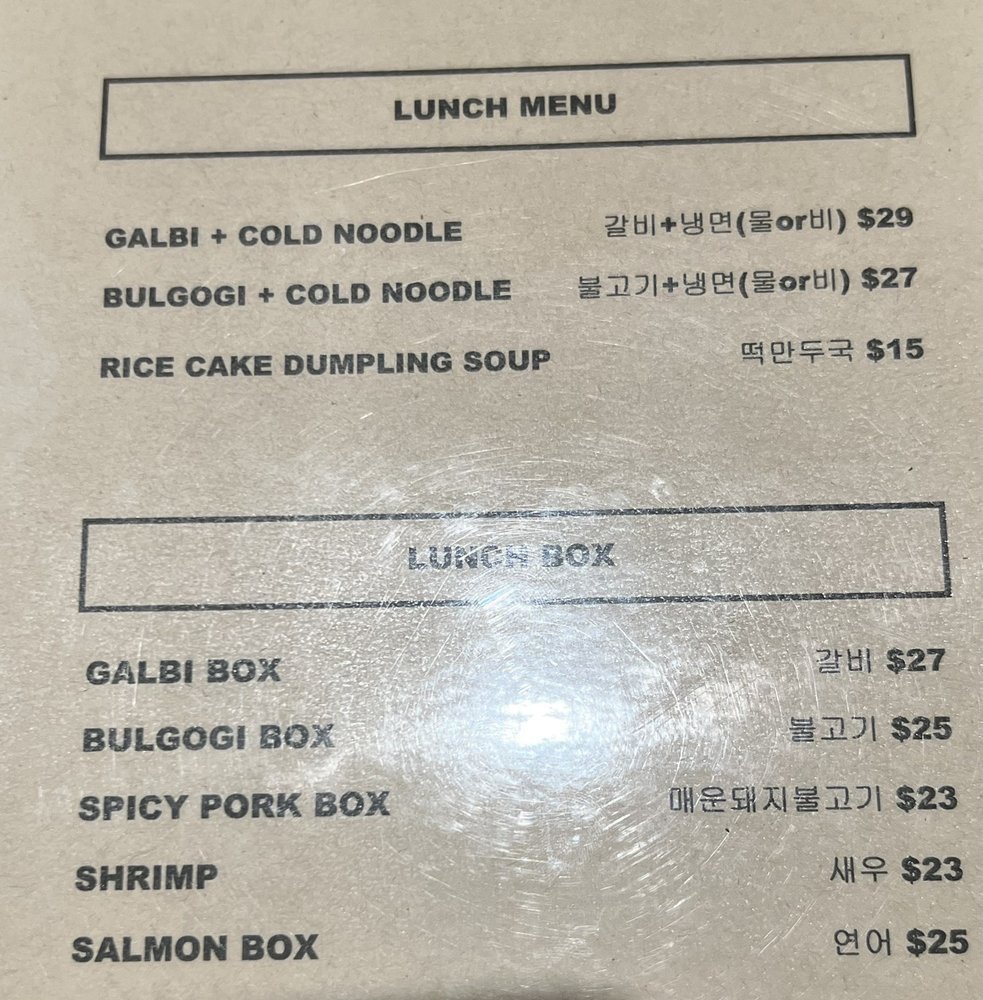 LUNCH MENU
GALBI + COLD NOODLE 갈비+냉면(물or비) $29
BULGOGI + COLD NOODLE 불고기+냉면(물or비) $27
RICE CAKE DUMPLING SOUP 떡만두국 $15
LUNCH BOX
GALBI BOX 갈비 $27
BULGOGI BOX 불고기 $25
SPICY PORK BOX 매운돼지불고기 $23
SHRIMP 새우 $23
SALMON BOX 연어 $25